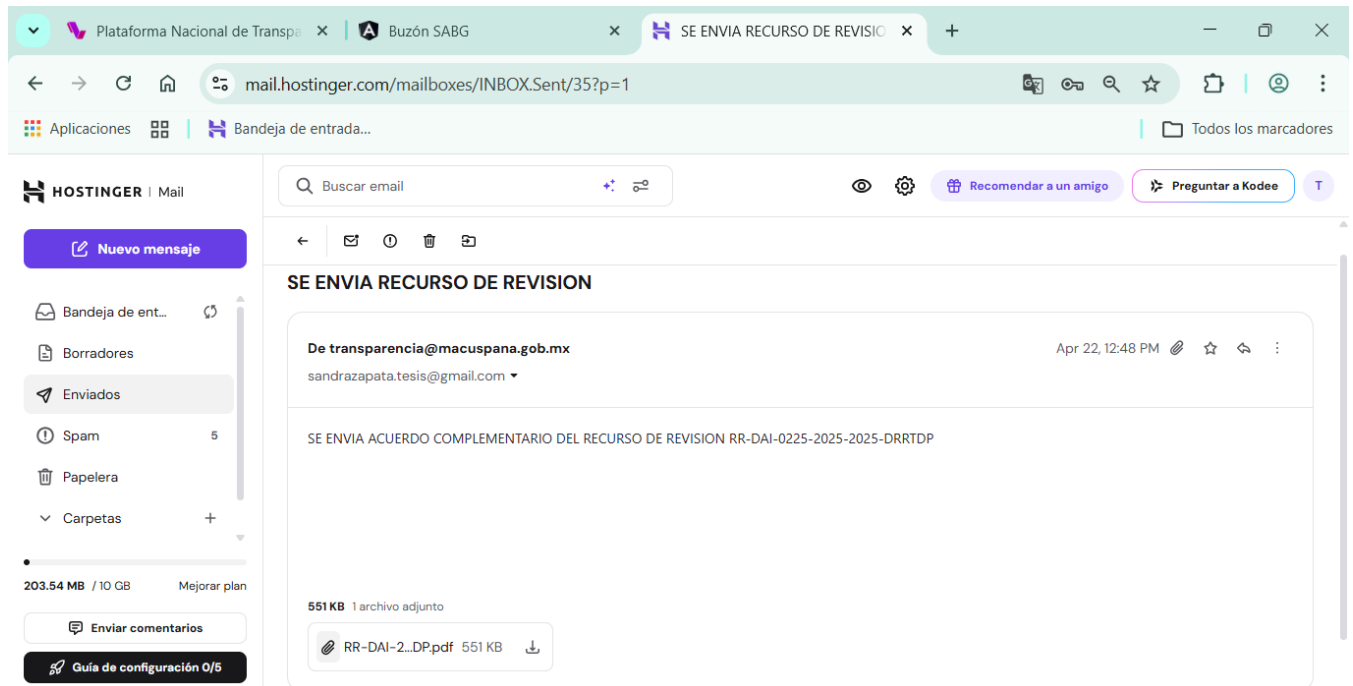 Plataforma Nacional de Transpa
Buzón SABG
SE ENVIA RECURSO DE REVISIO
mail.hostinger.com/mailboxes/INBOX.Sent/35?p=1
Aplicaciones
Bandeja de entrada...
Todos los marcadores
HOSTINGER | Mail
Buscar email
Recomendar a un amigo
Preguntar a Kodee
T
Nuevo mensaje
SE ENVIA RECURSO DE REVISION
Bandeja de ent...
Borradores
Enviados
Spam 5
Papelera
Carpetas
203.54 MB / 10 GB Mejorar plan
Enviar comentarios
Guía de configuración 0/5
De transparencia@macuspana.gob.mx
Apr 22, 12:48 PM
sandrazapata.tesis@gmail.com
SE ENVIA ACUERDO COMPLEMENTARIO DEL RECURSO DE REVISION RR-DAI-0225-2025-2025-DRRTDP
551 KB 1 archivo adjunto
RR-DAI-2...DP.pdf 551 KB